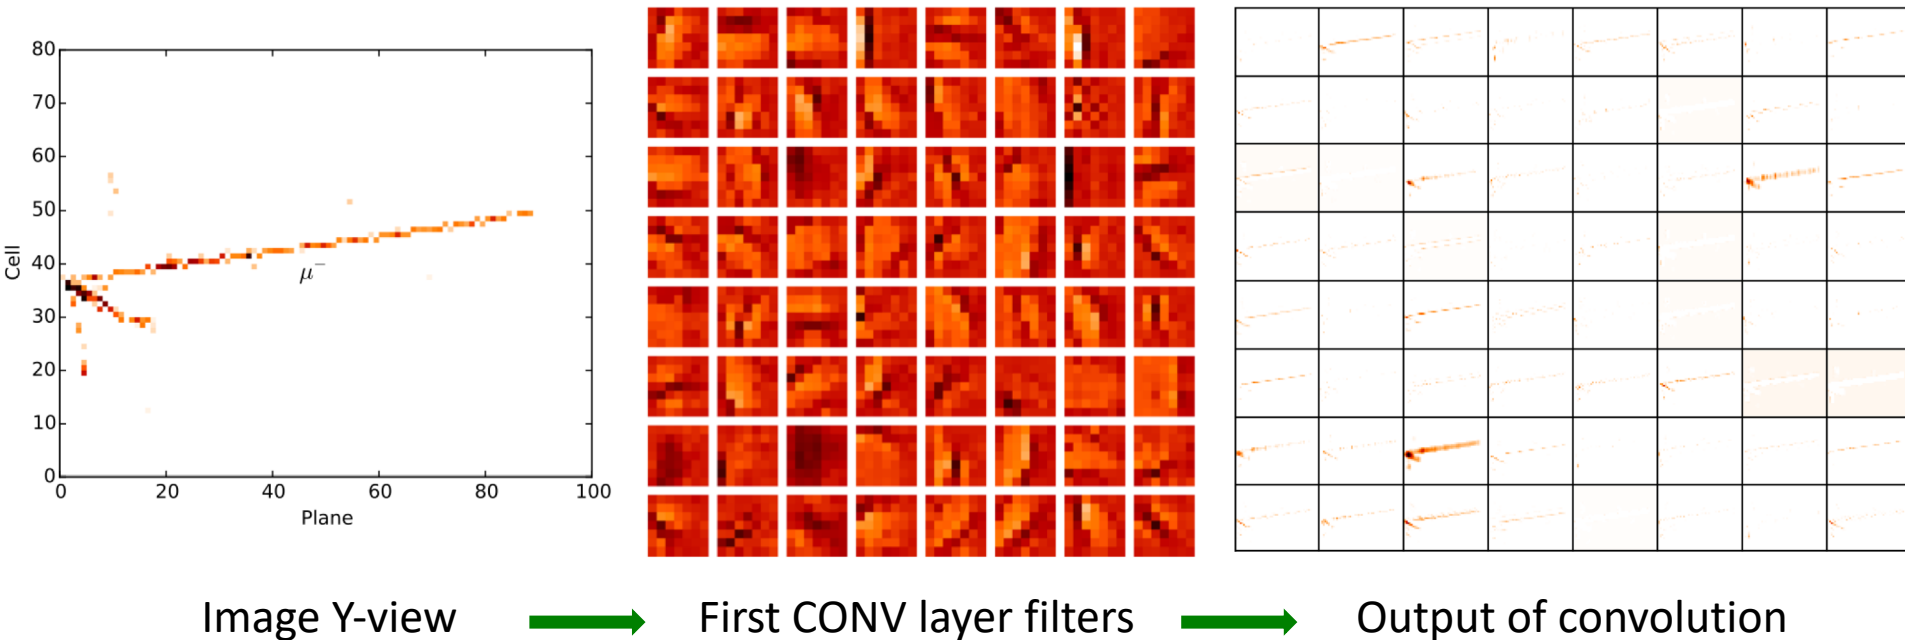 80
70
60
50
40
30
20
10
0
Cell
μ⁻
0 20 40 60 80 100
Plane
Image Y-view
First CONV layer filters
Output of convolution